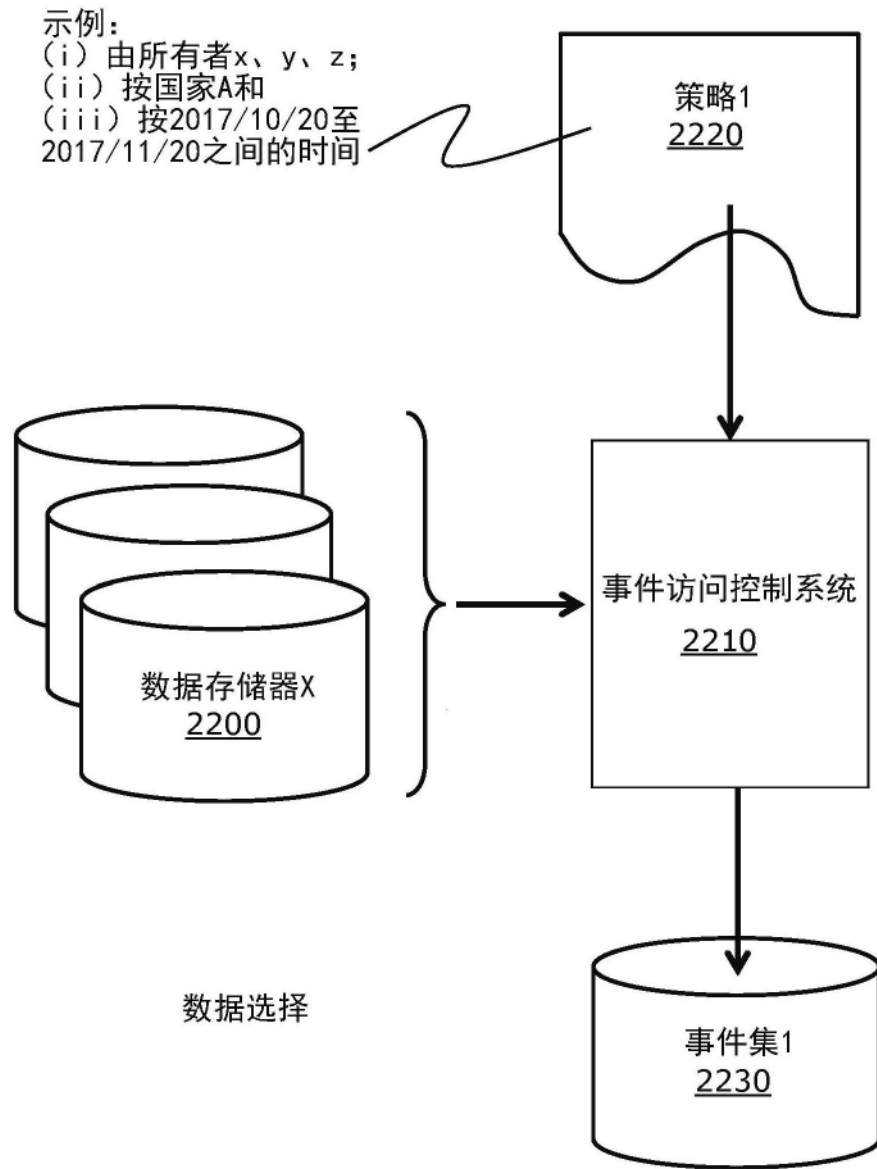 示例：
（i）由所有者x、y、z；
（ii）按国家A和
（iii）按2017/10/20至
2017/11/20之间的时间
策略1
2220
事件访问控制系统
2210
数据存储器X
2200
数据选择
事件集1
2230